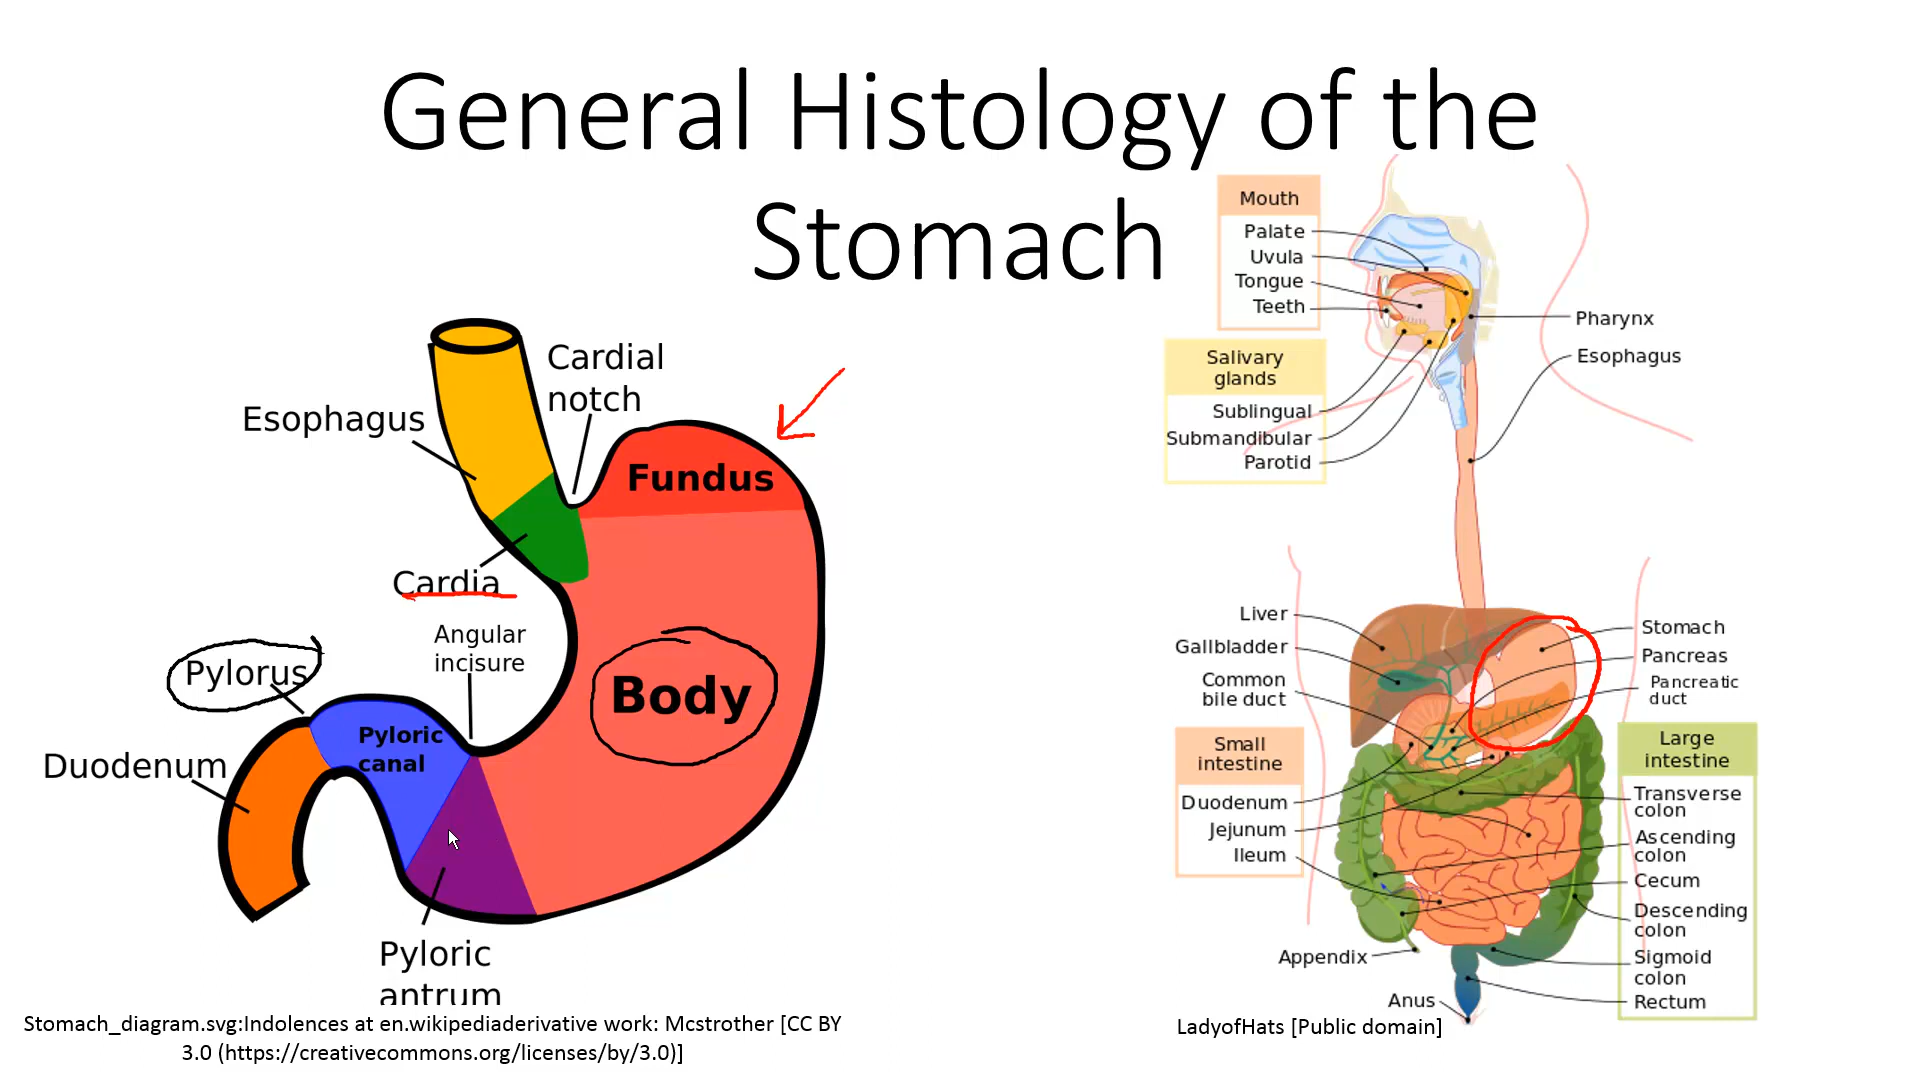 General Histology of the
Stomach
Cardial
notch
Esophagus
Fundus
Cardia
Angular
incisure
Pylorus
Body
Pyloric
canal
Duodenum
Pyloric
antrum
Stomach_diagram.svg:Indolences at en.wikipediaderivative work: Mcstrother [CC BY
3.0 (https://creativecommons.org/licenses/by/3.0)]
Mouth
Palate
Uvula
Tongue
Teeth
Pharynx
Esophagus
Salivary
glands
Sublingual
Submandibular
Parotid
Liver
Gallbladder
Common
bile duct
Stomach
Pancreas
Pancreatic
duct
Small
intestine
Duodenum
Jejunum
Ileum
Large
intestine
Transverse
colon
Ascending
colon
Cecum
Descending
colon
Sigmoid
colon
Rectum
Appendix
Anus
LadyofHats [Public domain]